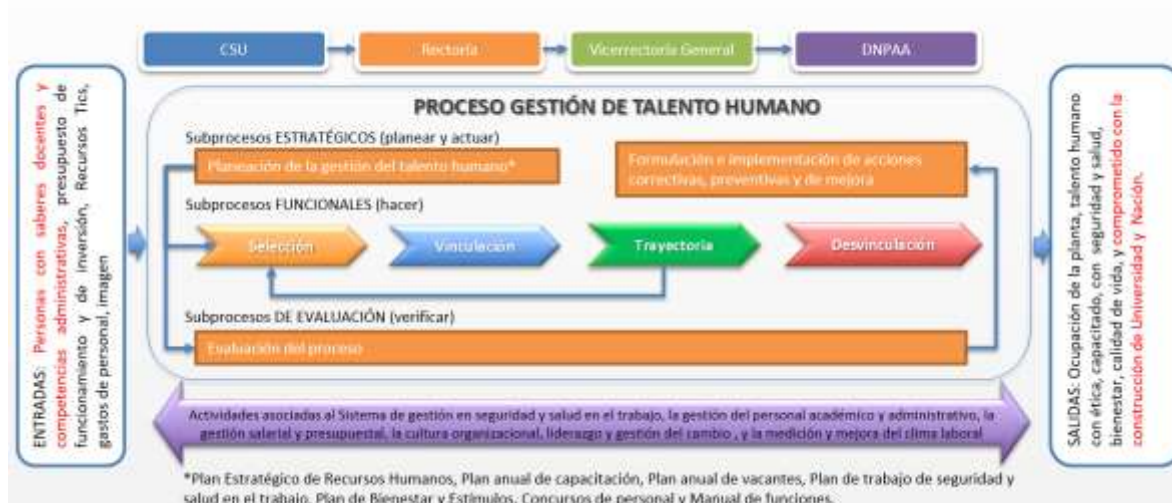 CSU
Rectoría
Vicerrectoría General
DNPAA
ENTRADAS: Personas con saberes docentes y
competencias administrativas, presupuesto de
funcionamiento y de inversión, Recursos Tics,
gastos de personal, imagen
PROCESO GESTIÓN DE TALENTO HUMANO
Subprocesos ESTRATÉGICOS (planear y actuar)
Planeación de la gestión del talento humano*
Formulación e implementación de acciones
correctivas, preventivas y de mejora
Subprocesos FUNCIONALES (hacer)
Selección
Vinculación
Trayectoria
Desvinculación
Subprocesos DE EVALUACIÓN (verificar)
Evaluación del proceso
SALIDAS: Ocupación de la planta, talento humano
con ética, capacitado, con seguridad y salud,
bienestar, calidad de vida, y comprometido con la
construcción de Universidad y Nación.
Actividades asociadas al Sistema de gestión en seguridad y salud en el trabajo, la gestión del personal académico y administrativo, la
gestión salarial y presupuestal, la cultura organizacional, liderazgo y gestión del cambio , y la medición y mejora del clima laboral
*Plan Estratégico de Recursos Humanos, Plan anual de capacitación, Plan anual de vacantes, Plan de trabajo de seguridad y
salud en el trabajo, Plan de Bienestar y Estímulos, Concursos de personal y Manual de funciones.